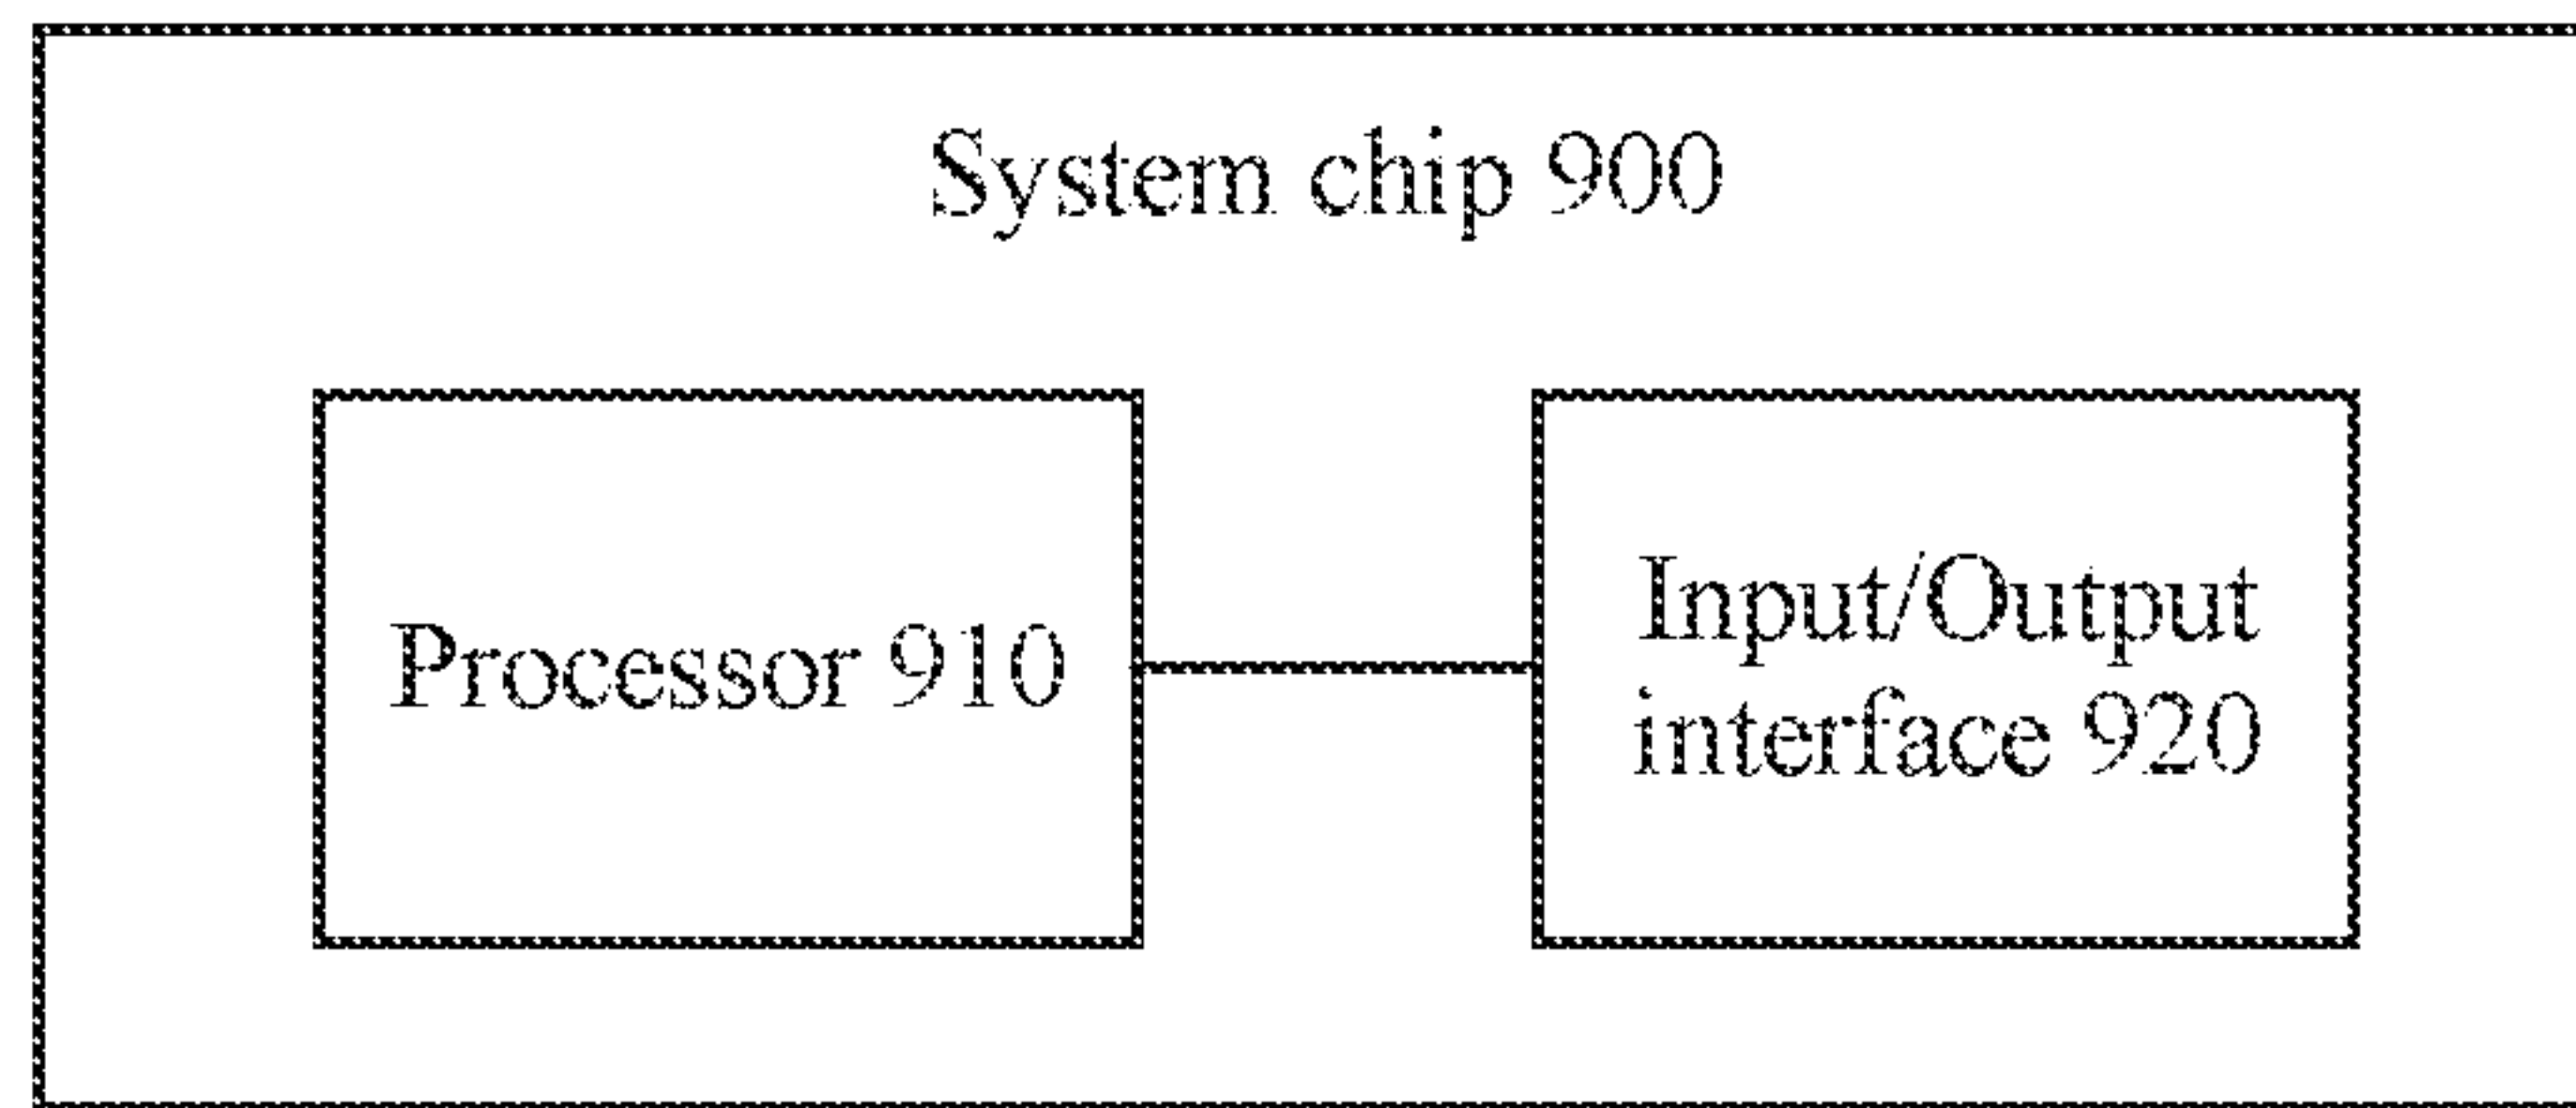 System chip 900
Processor 910
Input/Output
interface 920